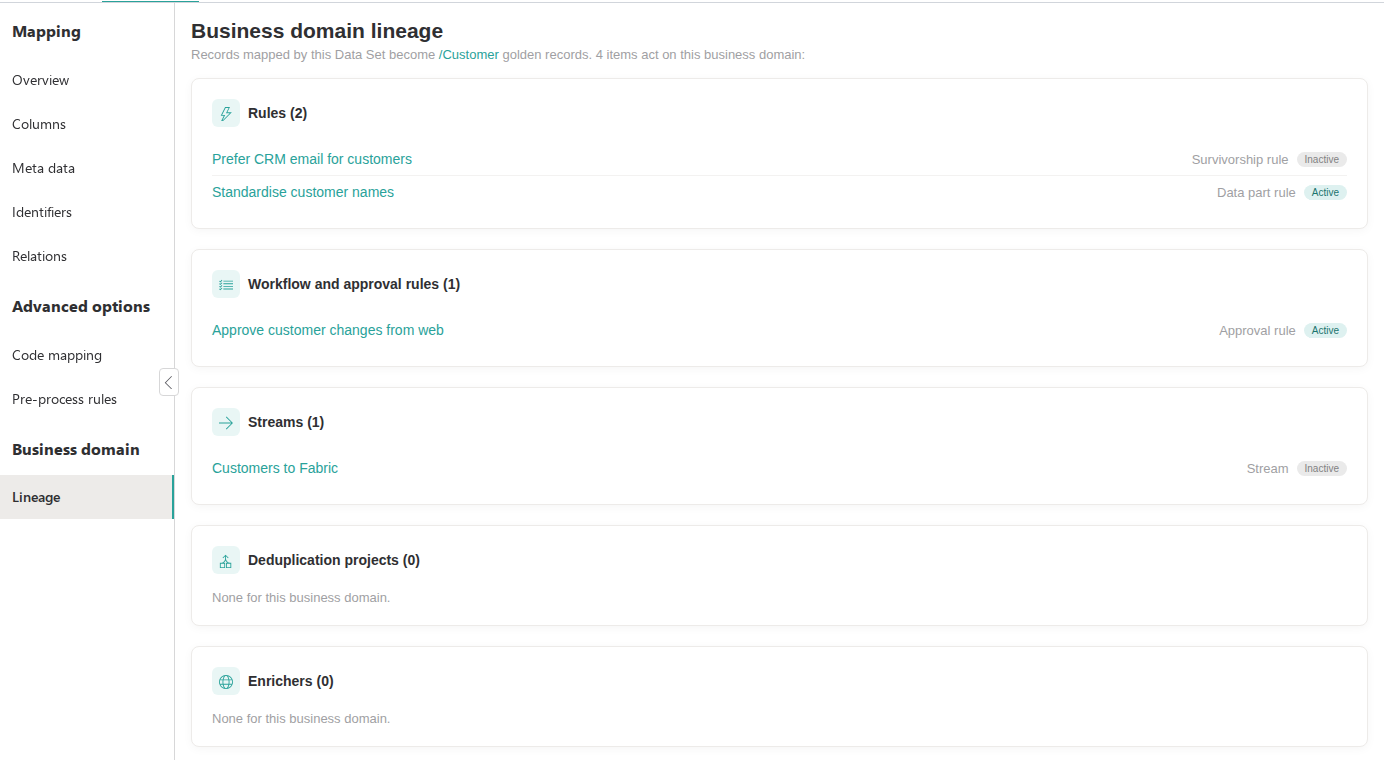 Mapping
Overview
Columns
Meta data
Identifiers
Relations
Advanced options
Code mapping
Pre-process rules
Business domain
Lineage
Business domain lineage
Records mapped by this Data Set become /Customer golden records. 4 items act on this business domain:
Rules (2)
Prefer CRM email for customers Survivorship rule Inactive
Standardise customer names Data part rule Active
Workflow and approval rules (1)
Approve customer changes from web Approval rule Active
Streams (1)
Customers to Fabric Stream Inactive
Deduplication projects (0)
None for this business domain.
Enrichers (0)
None for this business domain.